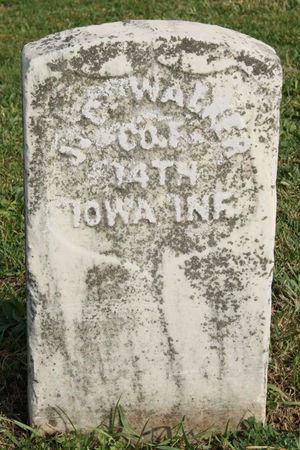 WALKER
CO. F.
14TH
IOWA INF.